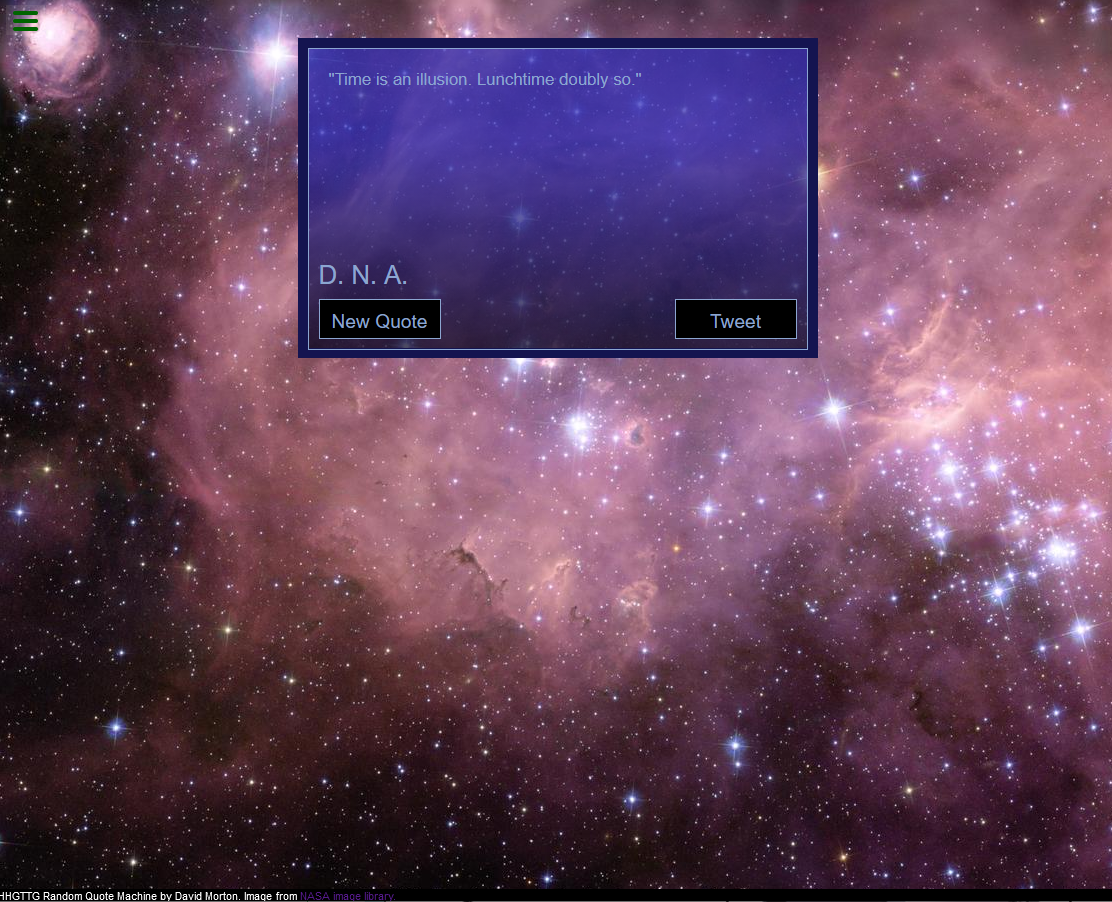 "Time is an illusion. Lunchtime doubly so."
D. N. A.
New Quote
Tweet
HHGTTG Random Quote Machine by David Morton. Image from NASA image library.